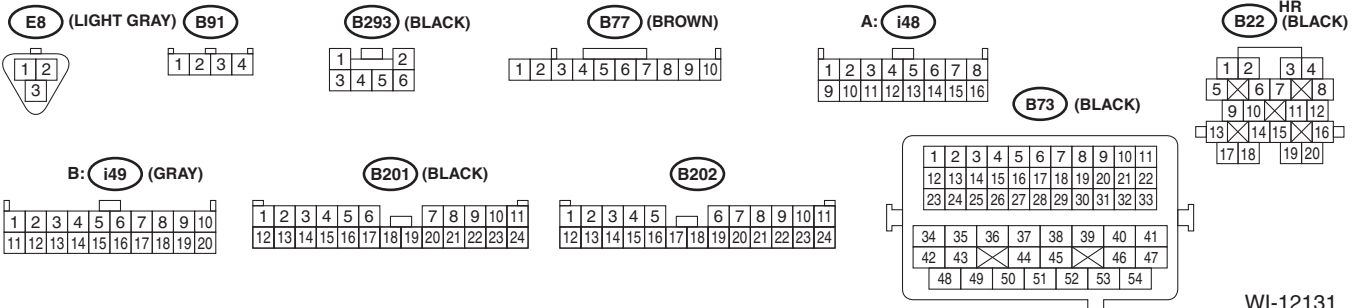 E8 (LIGHT GRAY) B91 B293 (BLACK) B77 (BROWN) A: i48 B22 HR (BLACK)
1 2
3
1 2 3 4
1 2
3 4 5 6
1 2 3 4 5 6 7 8 9 10
1 2 3 4 5 6 7 8
9 10 11 12 13 14 15 16
1 2 3 4
5 6 7 8
9 10 11 12
13 14 15 16
17 18 19 20
B: i49 (GRAY) B201 (BLACK) B202 B73 (BLACK)
1 2 3 4 5 6 7 8 9 10
11 12 13 14 15 16 17 18 19 20
1 2 3 4 5 6 7 8 9 10 11
12 13 14 15 16 17 18 19 20 21 22 23 24
1 2 3 4 5 6 7 8 9 10 11
12 13 14 15 16 17 18 19 20 21 22 23 24
1 2 3 4 5 6 7 8 9 10 11
12 13 14 15 16 17 18 19 20 21 22
23 24 25 26 27 28 29 30 31 32 33
34 35 36 37 38 39 40 41
42 43 44 45 46 47
48 49 50 51 52 53 54
WI-12131